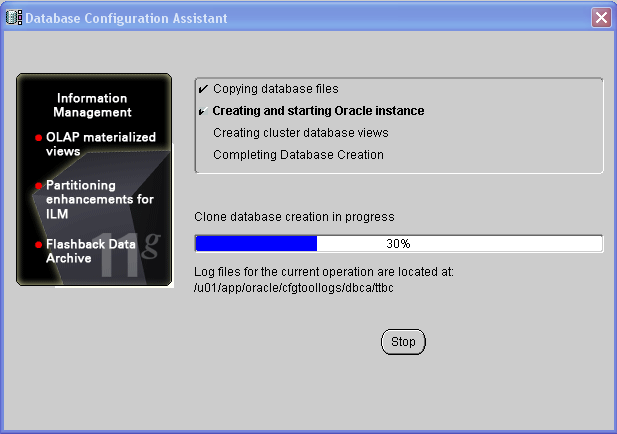 Database Configuration Assistant
Information
Management
OLAP materialized
views
Partitioning
enhancements for
ILM
Flashback Data
Archive
11g
Copying database files
Creating and starting Oracle instance
Creating cluster database views
Completing Database Creation
Clone database creation in progress
30%
Log files for the current operation are located at:
/u01/app/oracle/cfgtoollogs/dbca/ttbc
Stop